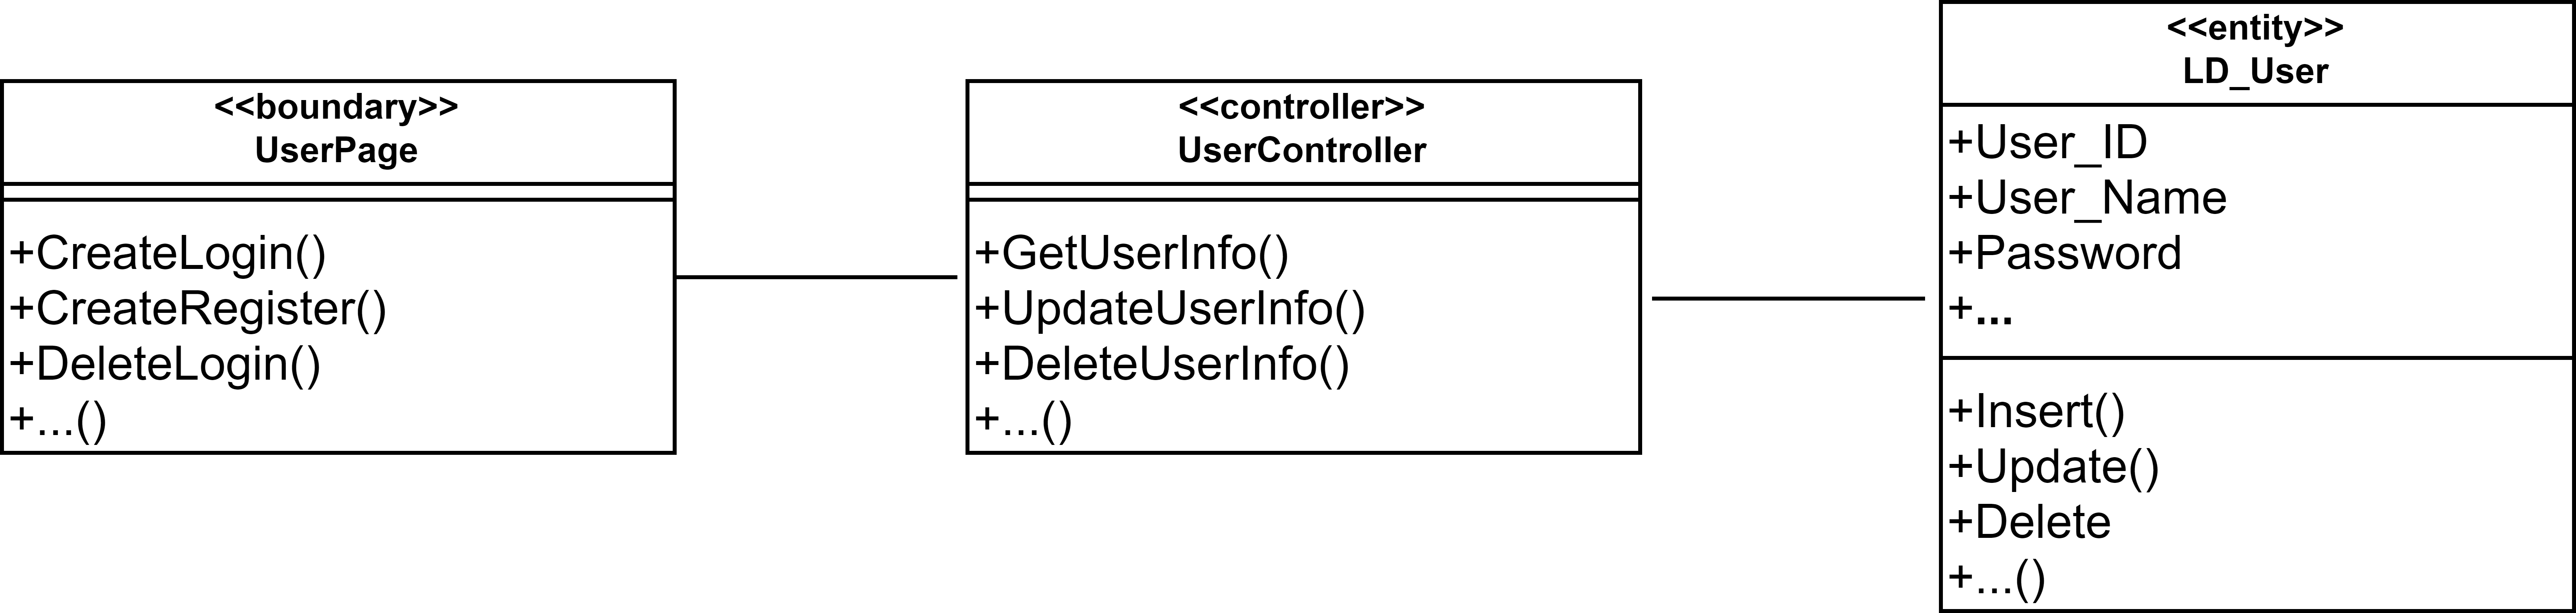 <<boundary>>
UserPage
+CreateLogin()
+CreateRegister()
+DeleteLogin()
+...()
<<controller>>
UserController
+GetUserInfo()
+UpdateUserInfo()
+DeleteUserInfo()
+...()
<<entity>>
LD_User
+User_ID
+User_Name
+Password
+...
+Insert()
+Update()
+Delete
+...()